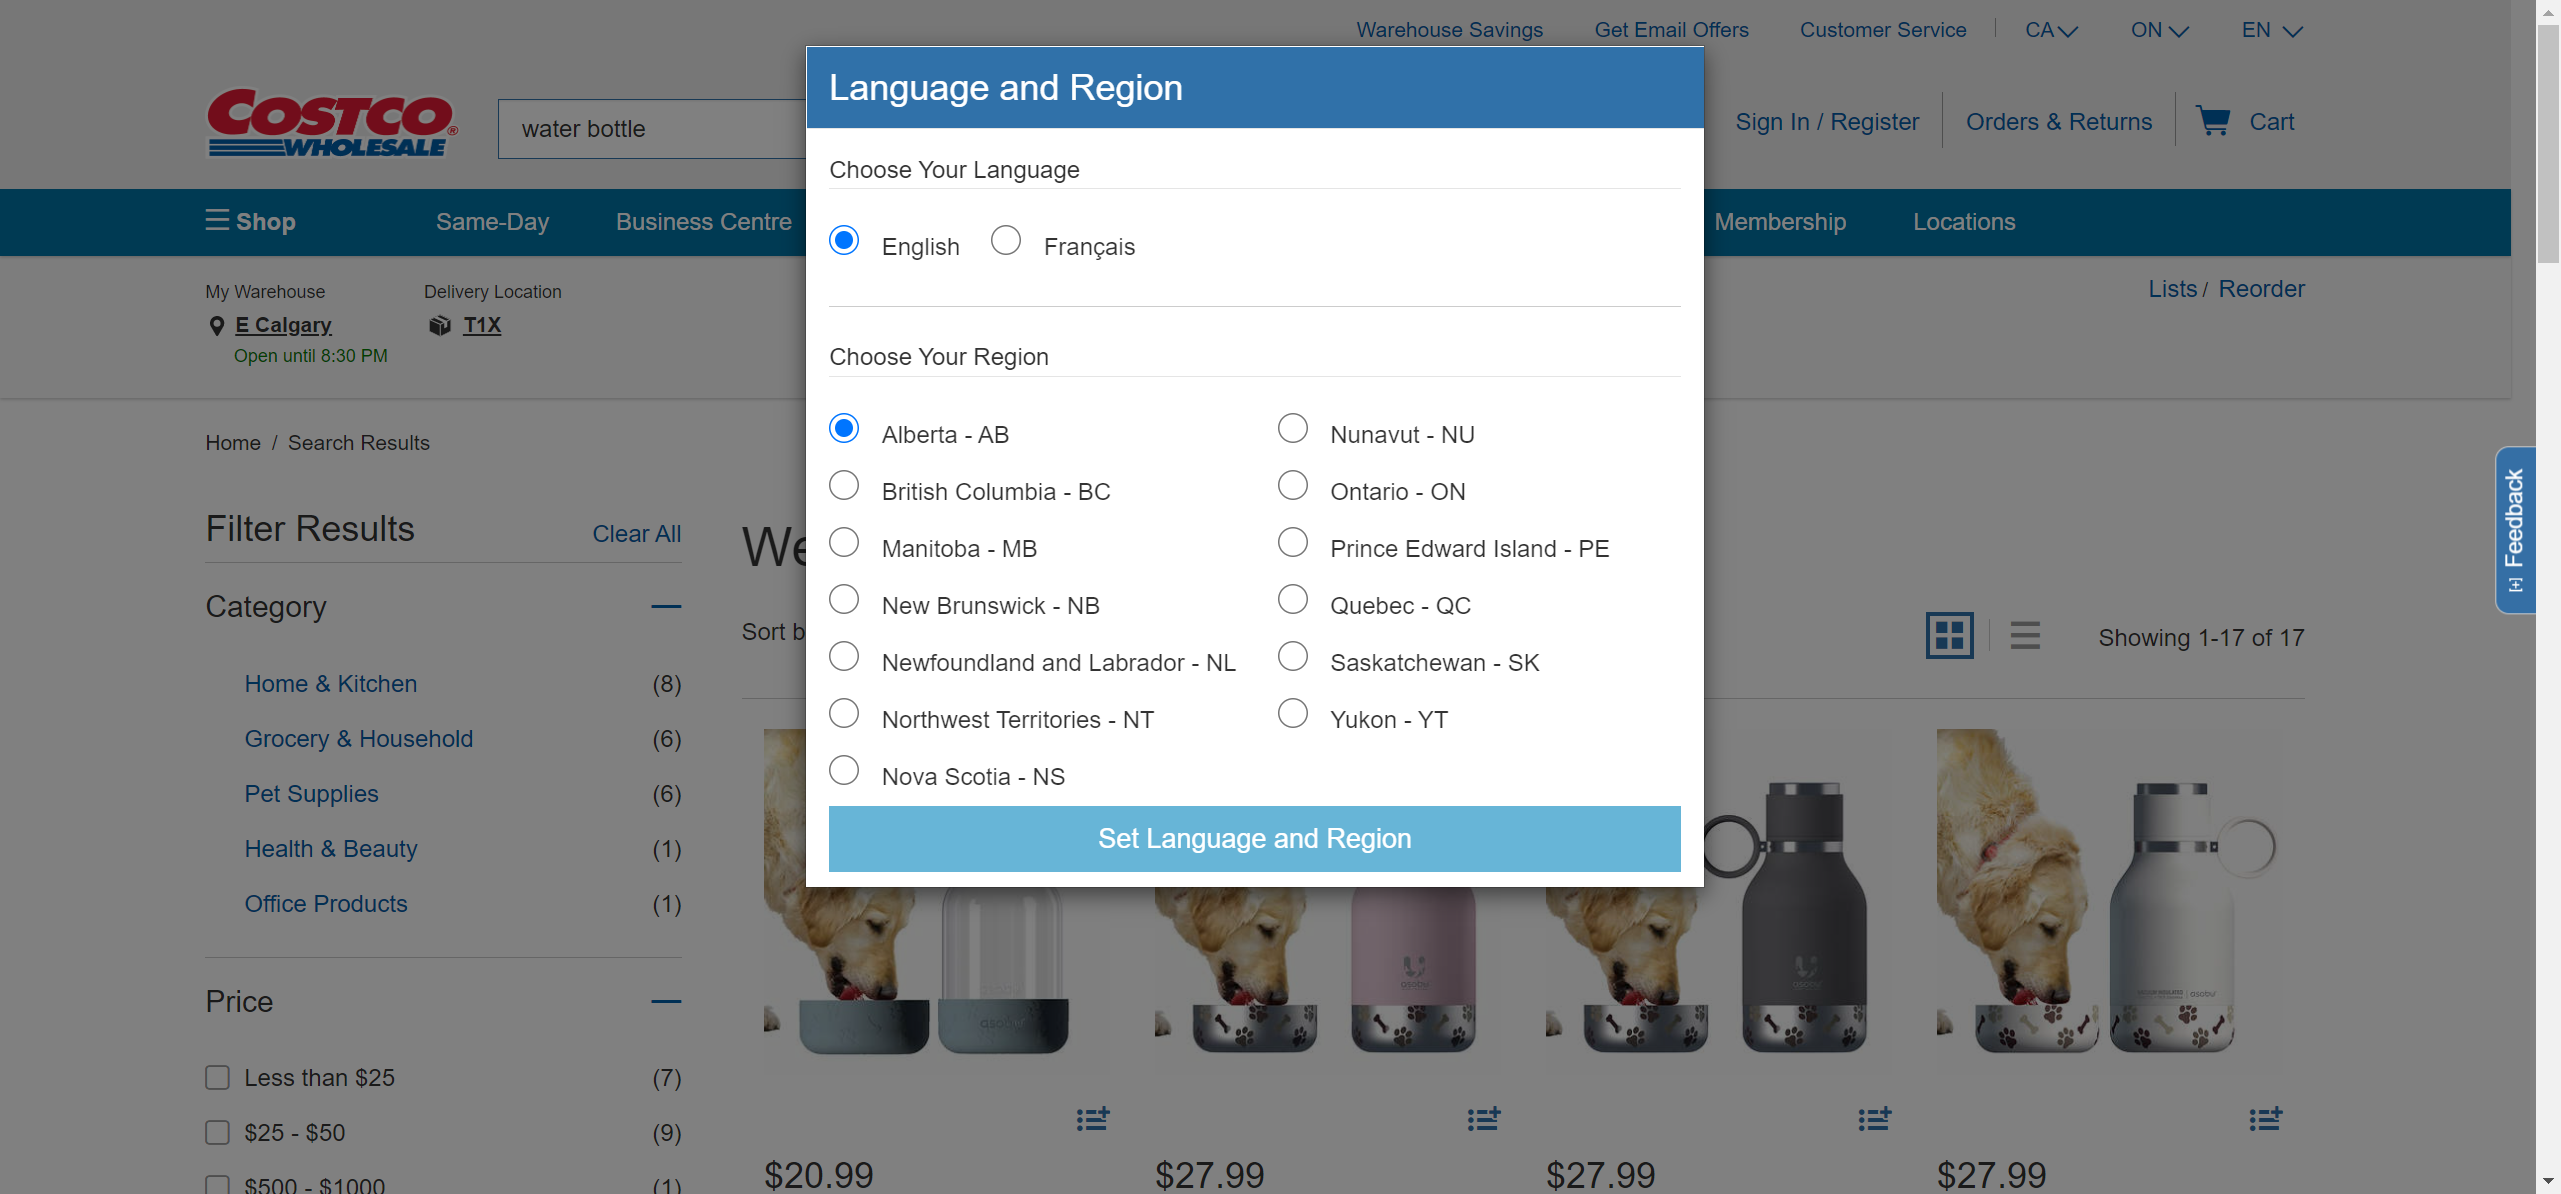 Warehouse Savings
Get Email Offers
Customer Service
CA
ON
EN
Language and Region
COSTCO
WHOLESALE
water bottle
Sign In / Register
Orders & Returns
Cart
Choose Your Language
Shop
Same-Day
Business Centre
Membership
Locations
English
Français
My Warehouse
Delivery Location
Lists / Reorder
E Calgary
T1X
Open until 8:30 PM
Choose Your Region
Alberta - AB
Nunavut - NU
British Columbia - BC
Ontario - ON
Manitoba - MB
Prince Edward Island - PE
New Brunswick - NB
Quebec - QC
Newfoundland and Labrador - NL
Saskatchewan - SK
Northwest Territories - NT
Yukon - YT
Nova Scotia - NS
Set Language and Region
Home / Search Results
[+] Feedback
Filter Results
Clear All
We
Category
Sort b
Showing 1-17 of 17
Home & Kitchen (8)
Grocery & Household (6)
Pet Supplies (6)
Health & Beauty (1)
Office Products (1)
Price
asobu
asobu
asobu
asobu
Less than $25 (7)
$25 - $50 (9)
$500 - $1000 (1)
$20.99
$27.99
$27.99
$27.99